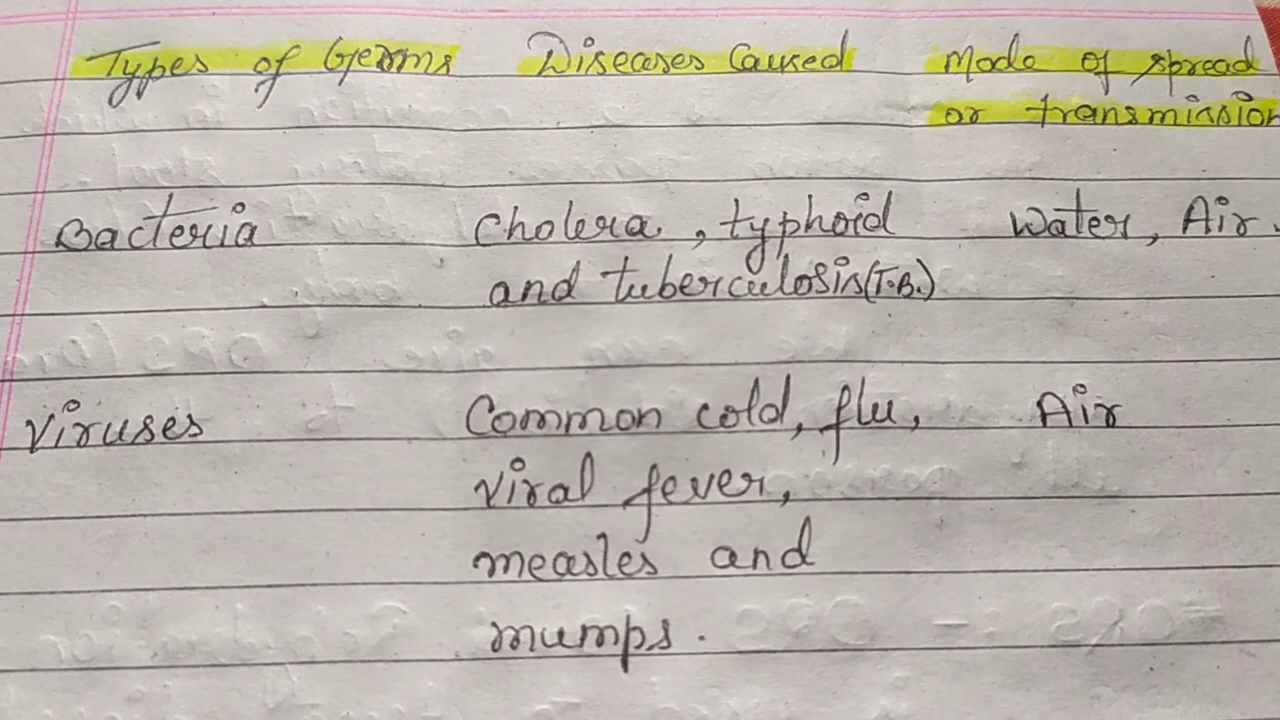 Types of Germs Diseases Caused Mode of spread
or transmission
Bacteria Cholera, typhoid Water, Air.
and tuberculosis(T.B.)
Viruses Common cold, flu, Air
viral fever,
measles and
mumps.